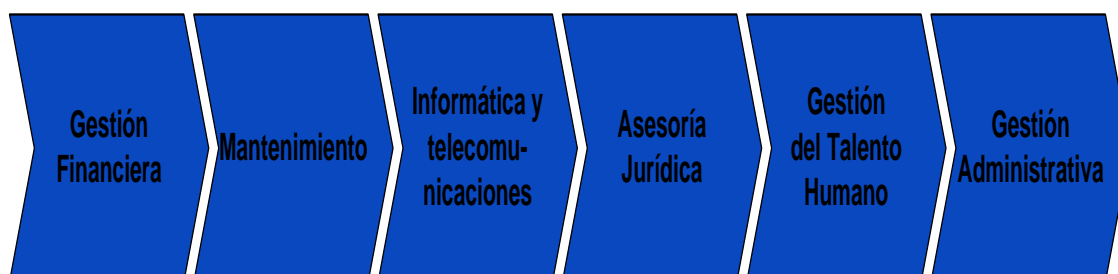 Gestión
Financiera
Mantenimiento
Informática y
telecomu-
nicaciones
Asesoría
Jurídica
Gestión
del Talento
Humano
Gestión
Administrativa